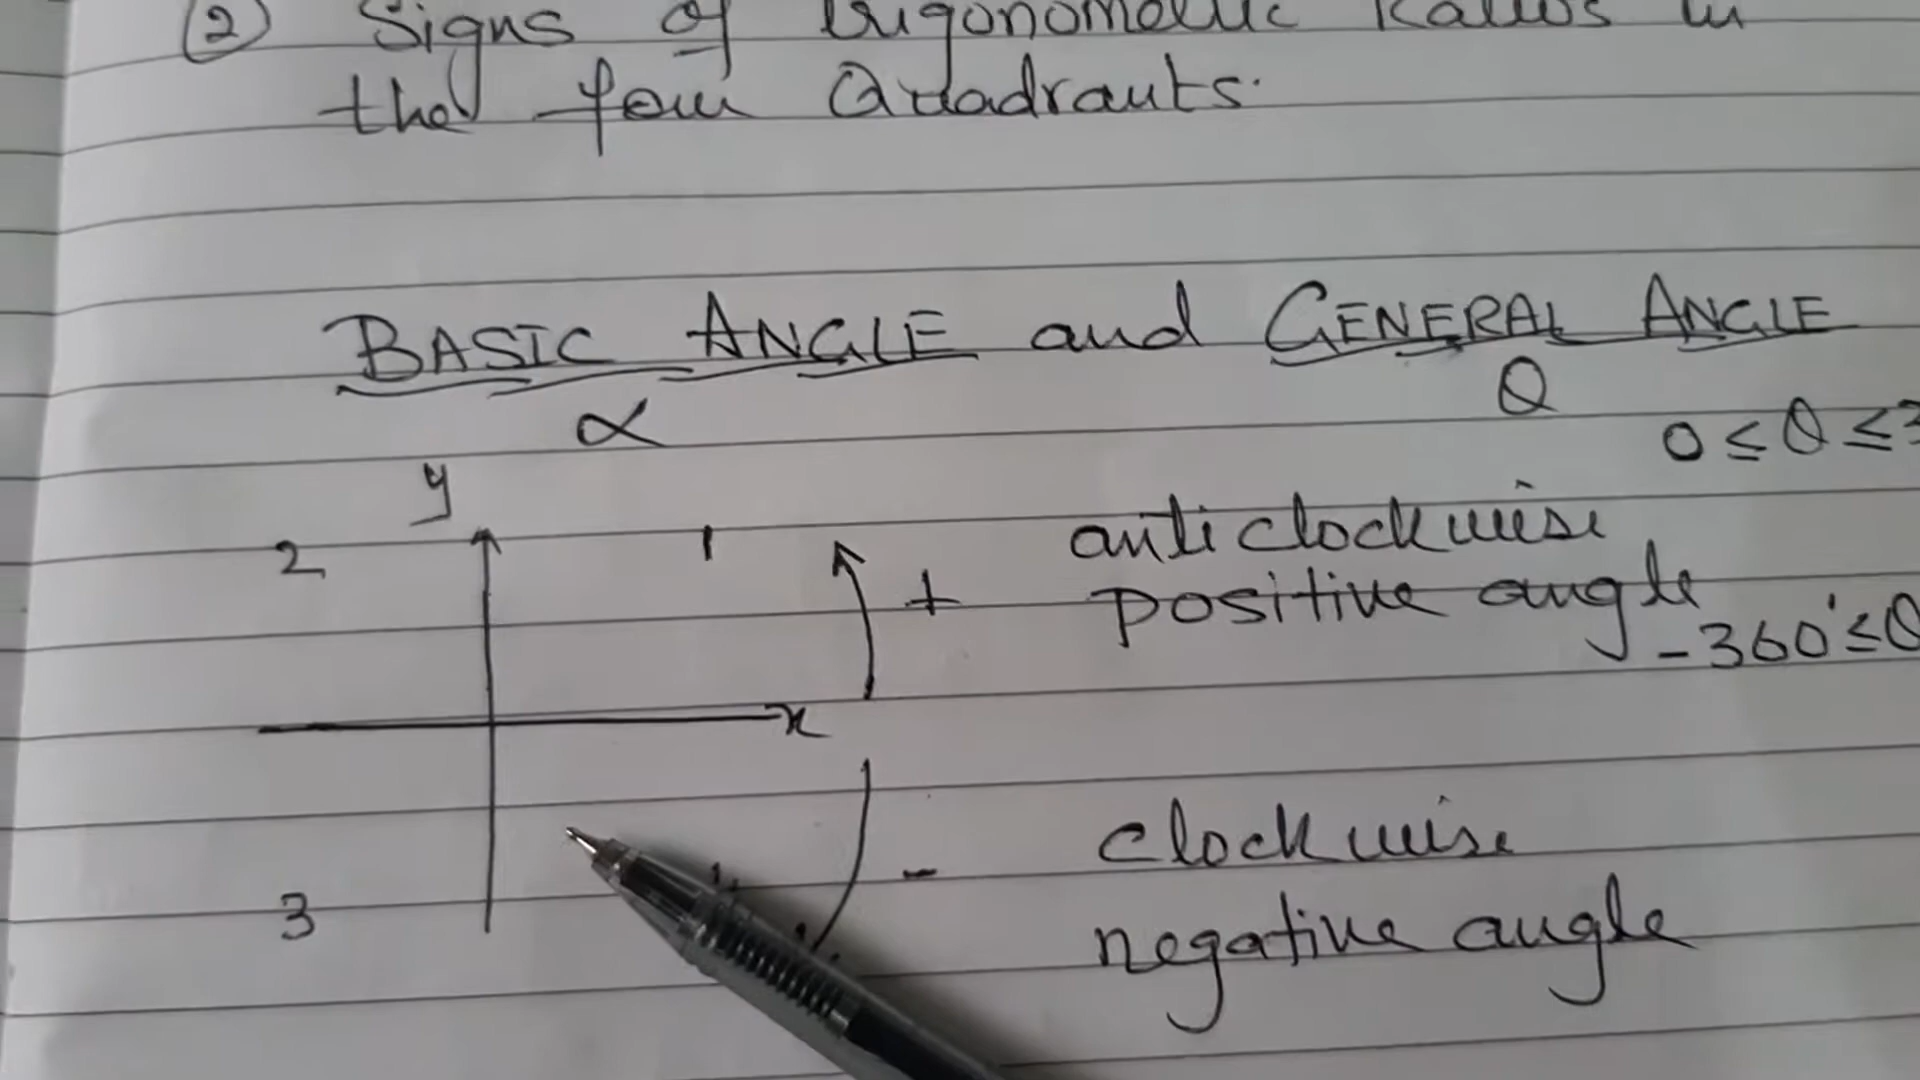 ② Signs of trigonometric Ratios in
the four Quadrants.
BASIC ANGLE and GENERAL ANGLE
α θ
0 ≤ θ ≤
y
2 1
+ anticlockwise
positive angle
-360° ≤ θ
x
- clockwise
3
negative angle